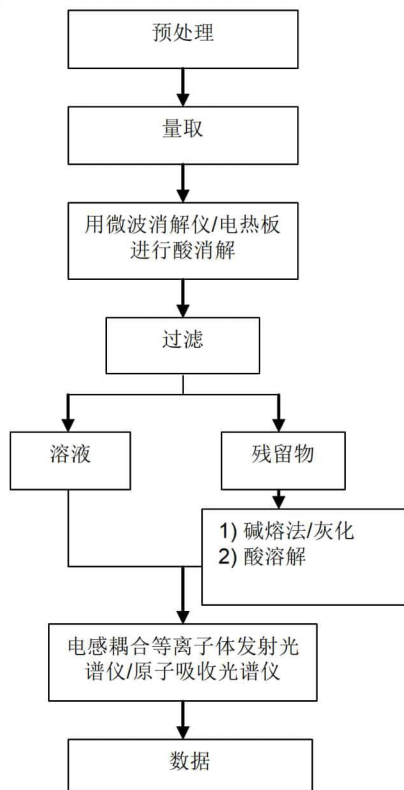 预处理
量取
用微波消解仪/电热板
进行酸消解
过滤
溶液
残留物
1) 碱熔法/灰化
2) 酸溶解
电感耦合等离子体发射光
谱仪/原子吸收光谱仪
数据